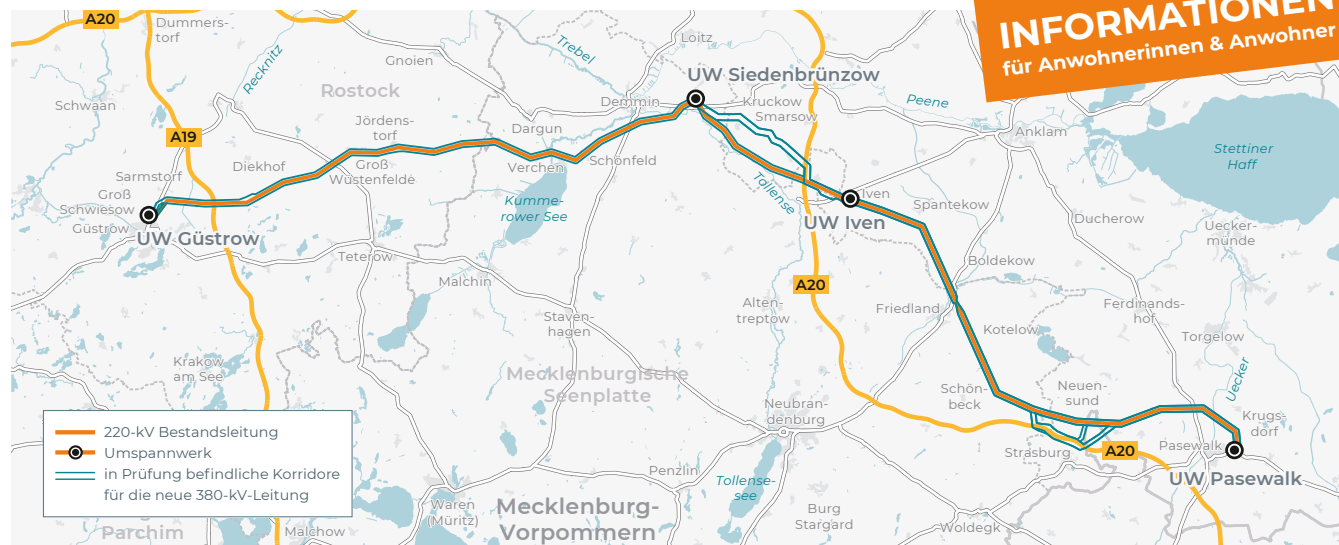 INFORMATIONEN
für Anwohnerinnen & Anwohner
A20
Dummers-
torf
Recknitz
Gnoien
Trebel
Loitz
UW Siedenbrünzow
Rostock
Schwaan
Demmin
Kruckow
Smarsow
Peene
Anklam
Stettiner
Haff
A19
Jördens-
torf
Dargun
Diekhof
Groß
Wüstenfelde
Verchen
Schönfeld
Sarmstorf
Groß
Schwiesow
Güstrow
UW Güstrow
Kumme-
rower See
Tollense
Iven
UW Iven
Spantekow
Ducherow
Uecker-
münde
Teterow
Malchin
Boldekow
A20
Alten-
treptow
Friedland
Ferdinands-
hof
Staven-
hagen
Kotelow
Torgelow
Krakow
am See
Mecklenburgische
Seenplatte
Schön-
beck
Neuen-
sund
Uecker
Neubran-
denburg
Krugs-
dorf
Pasewalk
Strasburg
A20
UW Pasewalk
220-kV Bestandsleitung
Umspannwerk
in Prüfung befindliche Korridore
für die neue 380-kV-Leitung
Penzlin
Tollense-
see
Waren
(Müritz)
Mecklenburg-
Vorpommern
Burg
Stargard
Woldegk
Parchim
Malchow